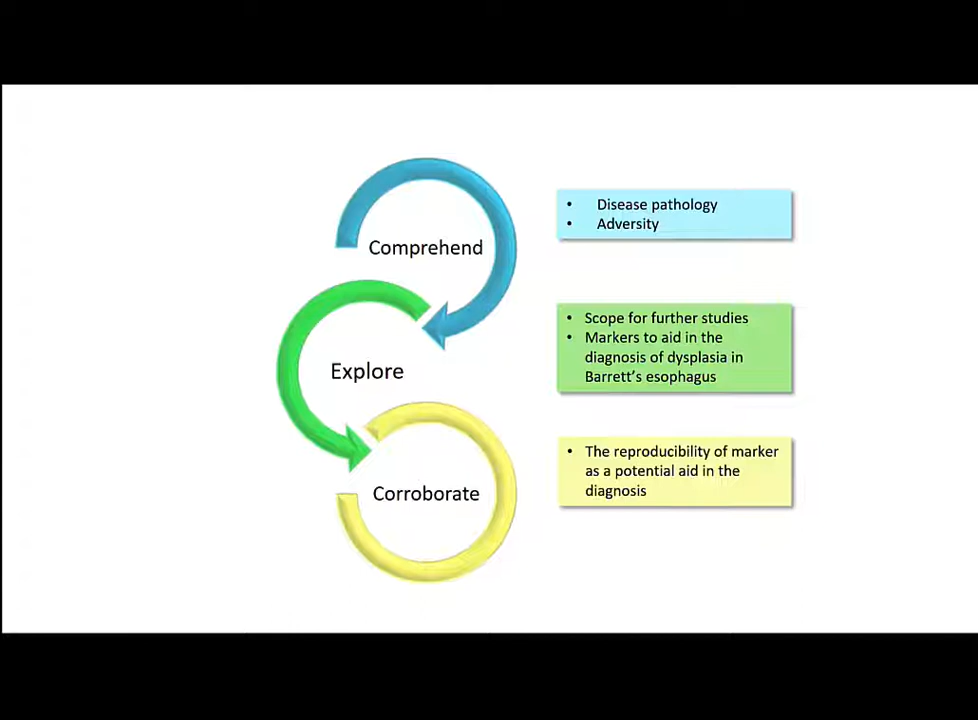 Comprehend
• Disease pathology
• Adversity
Explore
• Scope for further studies
• Markers to aid in the
diagnosis of dysplasia in
Barrett’s esophagus
Corroborate
• The reproducibility of marker
as a potential aid in the
diagnosis